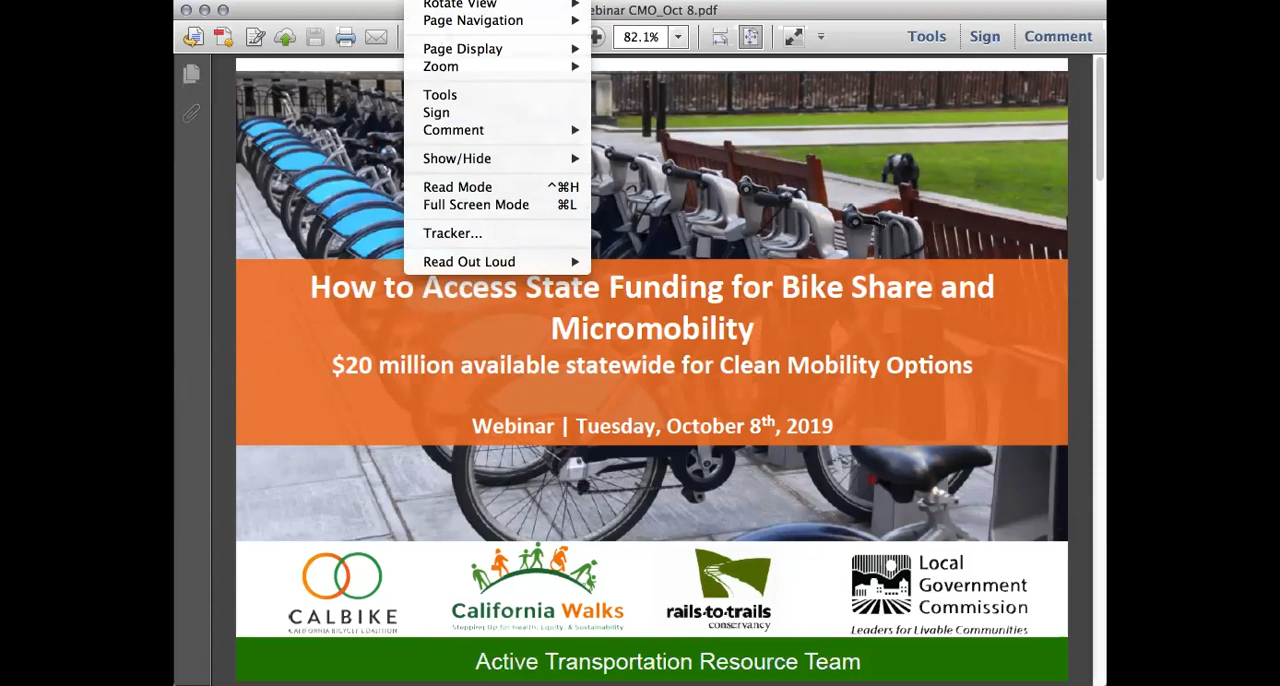 ebinar CMO_Oct 8.pdf
82.1%
Tools
Sign
Comment
Rotate View
Page Navigation
Page Display
Zoom
Tools
Sign
Comment
Show/Hide
Read Mode ^⌘H
Full Screen Mode ⌘L
Tracker...
Read Out Loud
How to Access State Funding for Bike Share and
Micromobility
$20 million available statewide for Clean Mobility Options
Webinar | Tuesday, October 8th, 2019
CALBIKE
CALIFORNIA BICYCLE COALITION
California Walks
Stepping Up for Health, Equity & Sustainability
rails-to-trails
conservancy
Local
Government
Commission
Leaders for Livable Communities
Active Transportation Resource Team